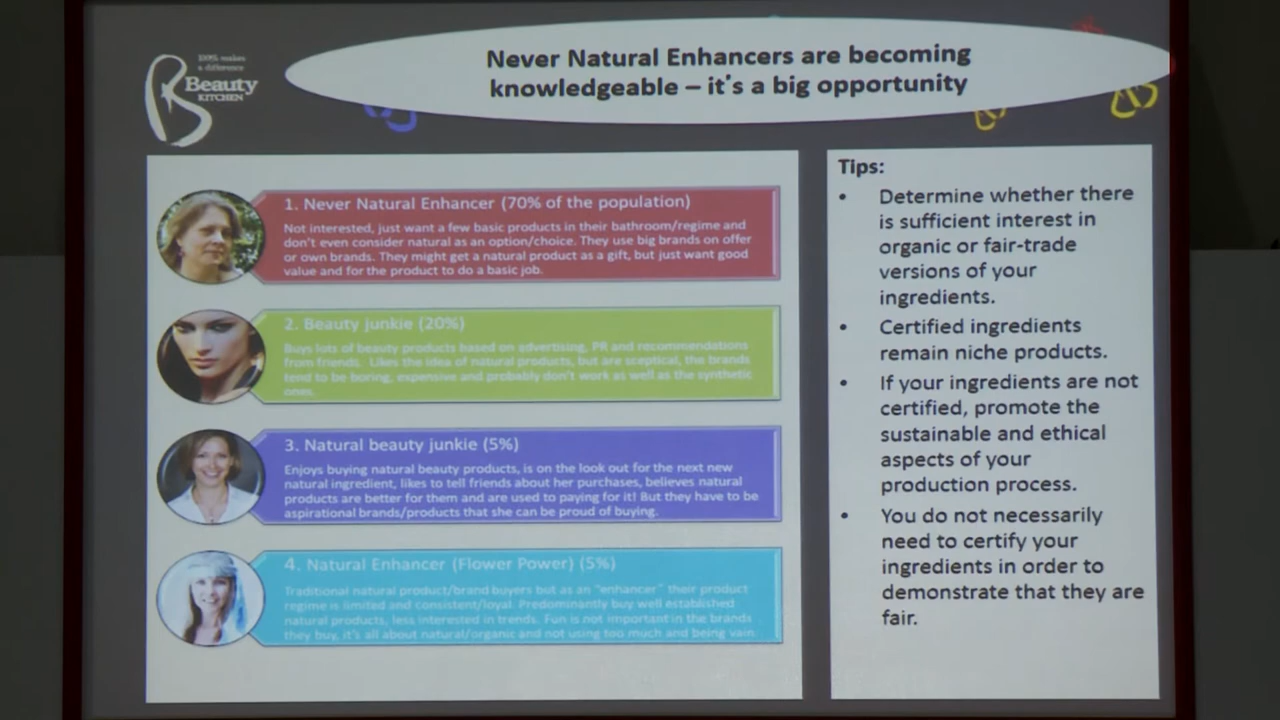 100% makes
a difference
Beauty
KITCHEN
Never Natural Enhancers are becoming
knowledgeable – it's a big opportunity
1. Never Natural Enhancer (70% of the population)
Not interested, just want a few basic products in their bathroom/regime and
don't even consider natural as an option/choice. They use big brands on offer
or own brands. They might get a natural product as a gift, but just want good
value and for the product to do a basic job.
2. Beauty junkie (20%)
Buys lots of beauty products based on advertising, PR and recommendations
from friends. Likes the idea of natural products, but are sceptical, the brands
tend to be boring, expensive and probably don't work as well as the synthetic
ones.
3. Natural beauty junkie (5%)
Enjoys buying natural beauty products, is on the look out for the next new
natural ingredient, likes to tell friends about her purchases, believes natural
products are better for them and are used to paying for it! But they have to be
aspirational brands/products that she can be proud of buying.
4. Natural Enhancer (Flower Power) (5%)
Traditional natural product/brand buyers but as an "enhancer" their product
regime is limited and consistent/loyal. Predominantly buy well established
natural products, less interested in trends. Fun is not important in the brands
they buy, it's all about natural/organic and not using too much and being vain
Tips:
• Determine whether there
is sufficient interest in
organic or fair-trade
versions of your
ingredients.
• Certified ingredients
remain niche products.
• If your ingredients are not
certified, promote the
sustainable and ethical
aspects of your
production process.
• You do not necessarily
need to certify your
ingredients in order to
demonstrate that they are
fair.